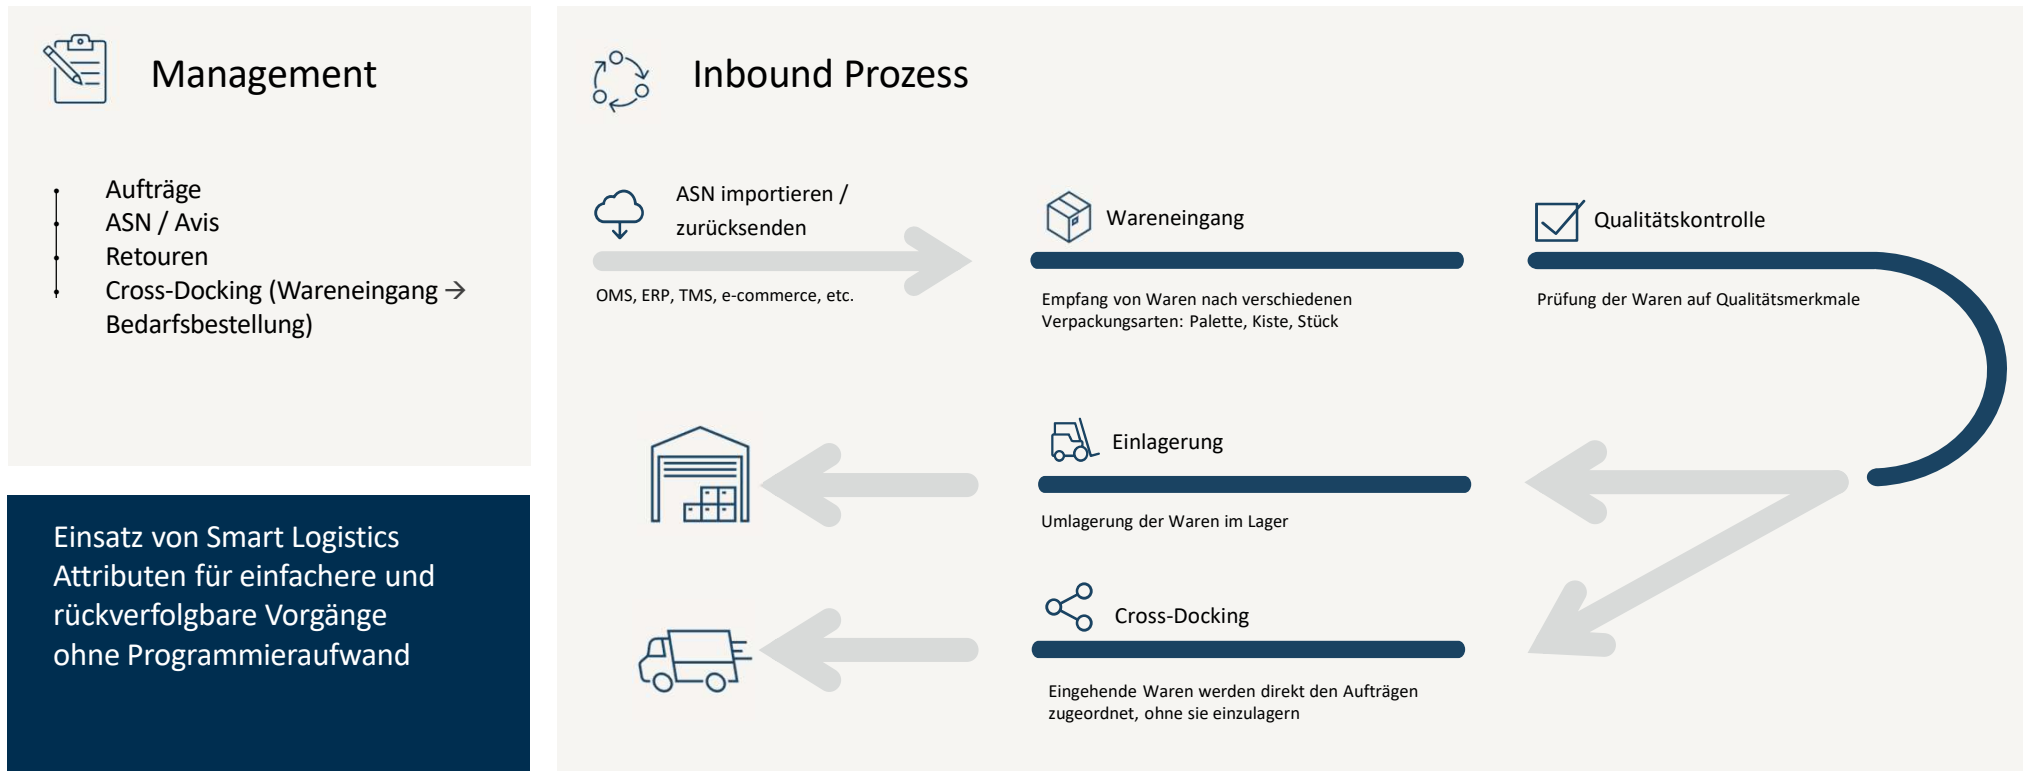 Management
Aufträge
ASN / Avis
Retouren
Cross-Docking (Wareneingang →
Bedarfsbestellung)
Einsatz von Smart Logistics
Attributen für einfachere und
rückverfolgbare Vorgänge
ohne Programmieraufwand
Inbound Prozess
ASN importieren /
zurücksenden
OMS, ERP, TMS, e-commerce, etc.
Wareneingang
Empfang von Waren nach verschiedenen
Verpackungsarten: Palette, Kiste, Stück
Qualitätskontrolle
Prüfung der Waren auf Qualitätsmerkmale
Einlagerung
Umlagerung der Waren im Lager
Cross-Docking
Eingehende Waren werden direkt den Aufträgen
zugeordnet, ohne sie einzulagern